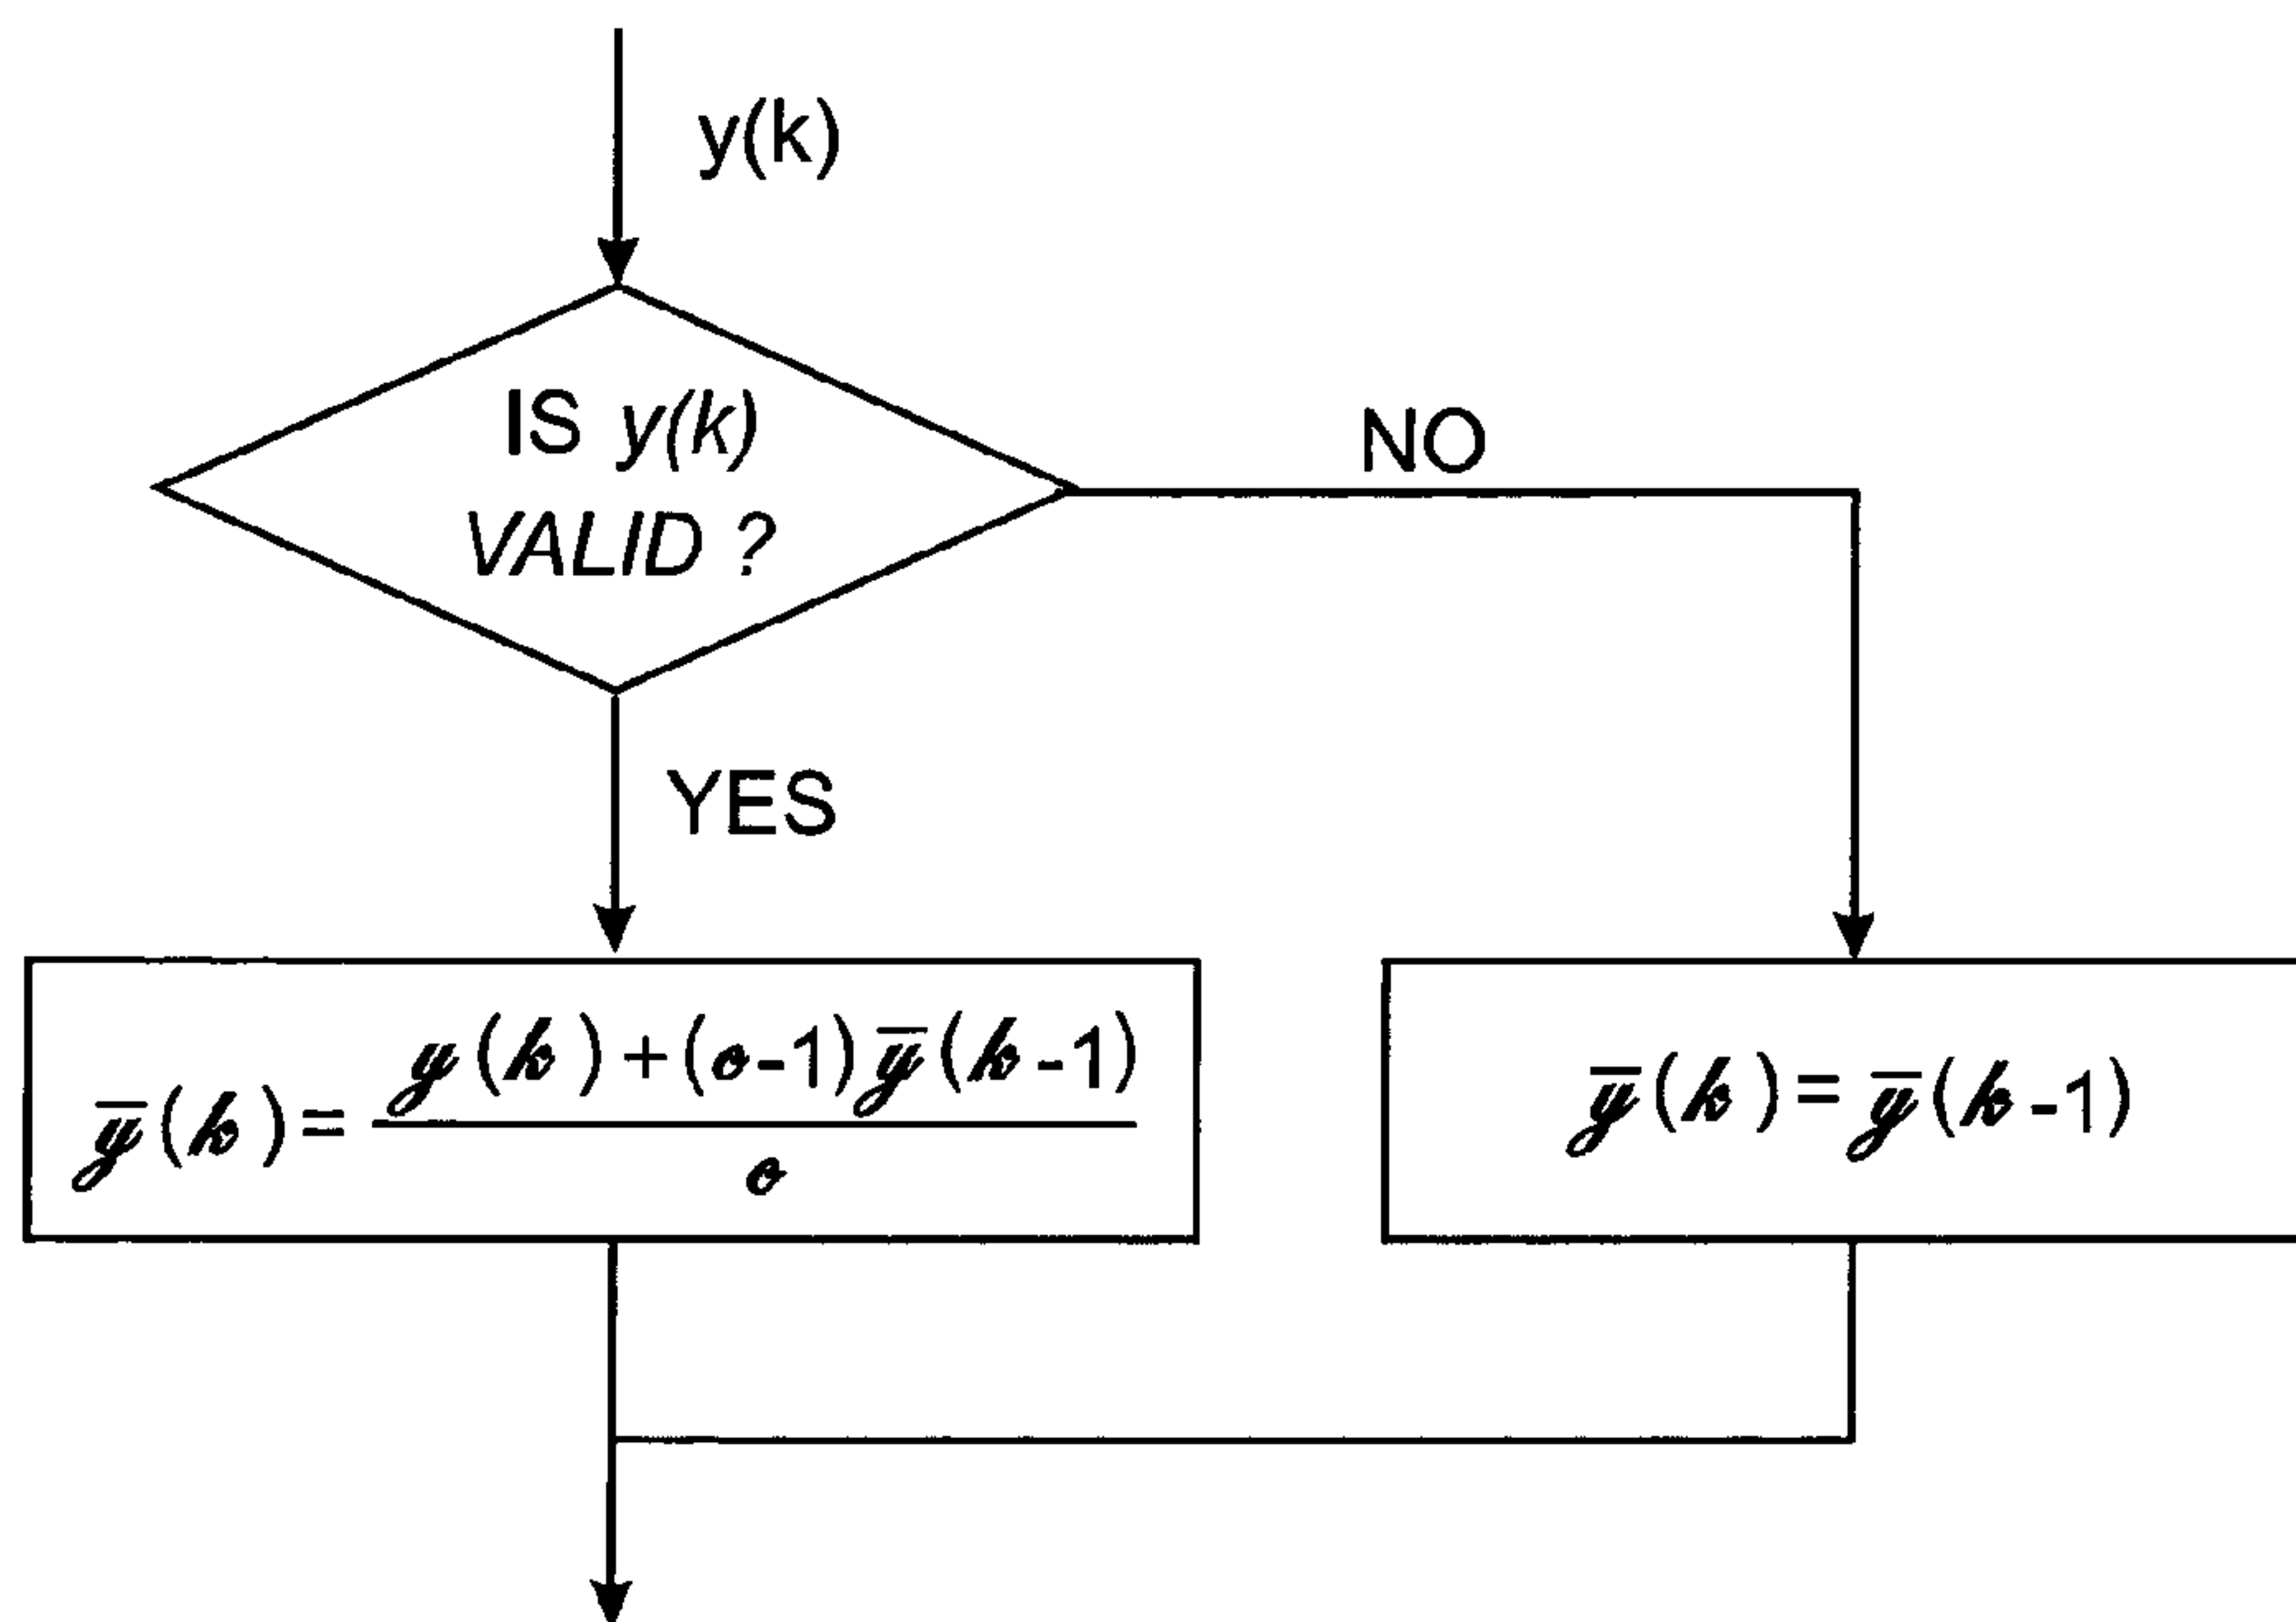 y(k)
IS y(k)
VALID ?
NO
YES
ȳ(k)= y(k)+(o-1)ȳ(k-1)
o
ȳ(k)=ȳ(k-1)